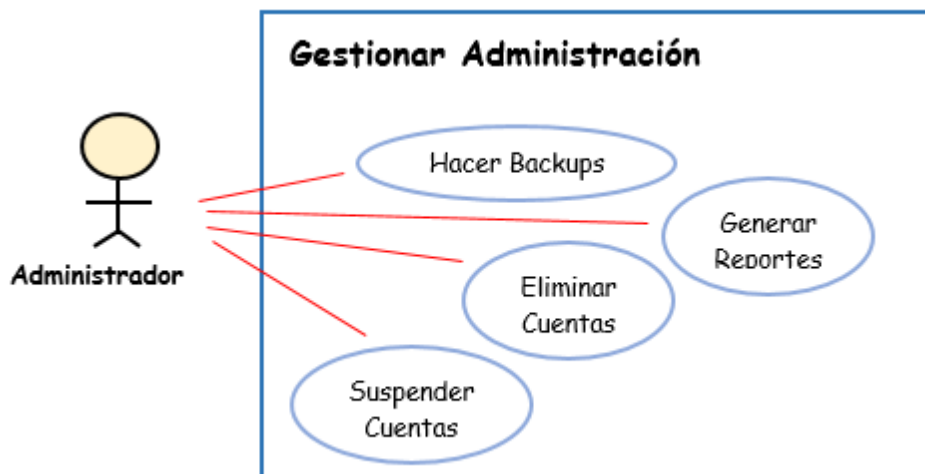 Gestionar Administración
Hacer Backups
Generar
Reportes
Eliminar
Cuentas
Administrador
Suspender
Cuentas